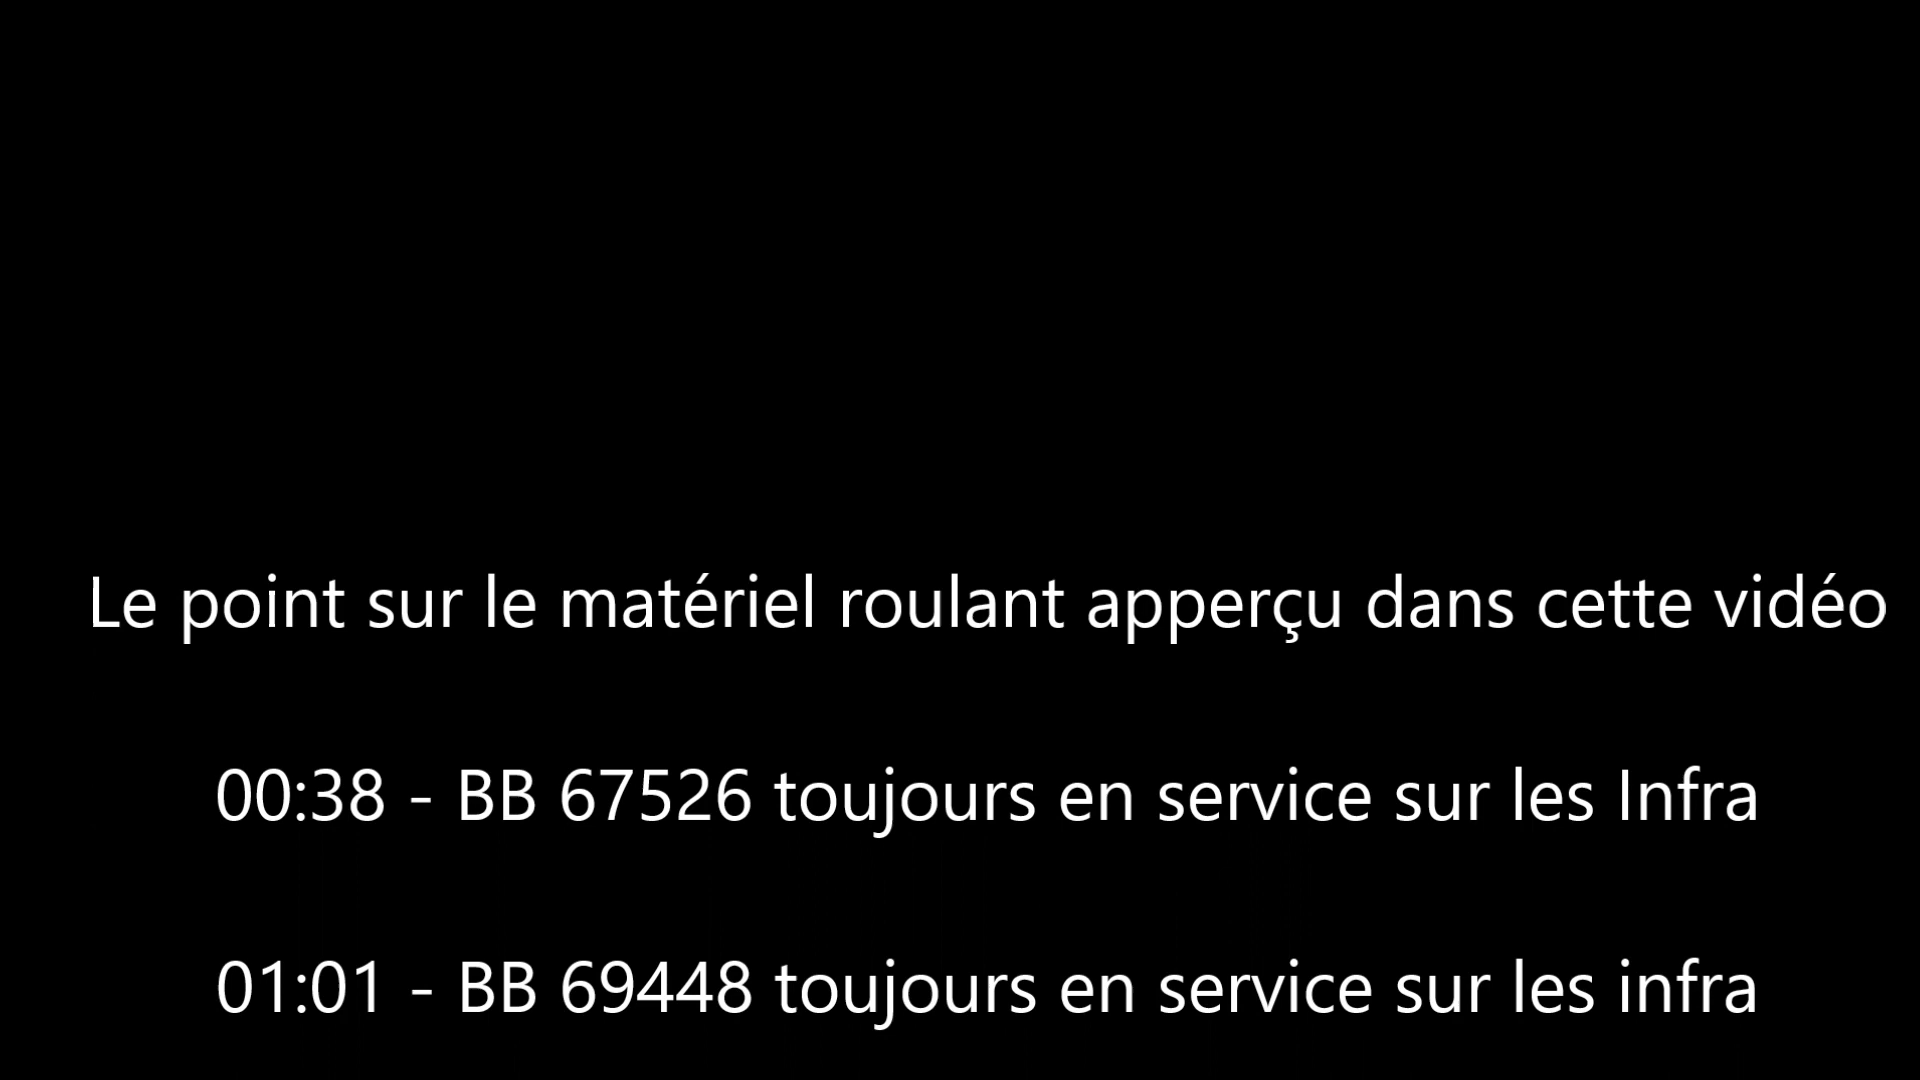 Le point sur le matériel roulant apperçu dans cette vidéo
00:38 - BB 67526 toujours en service sur les Infra
01:01 - BB 69448 toujours en service sur les infra